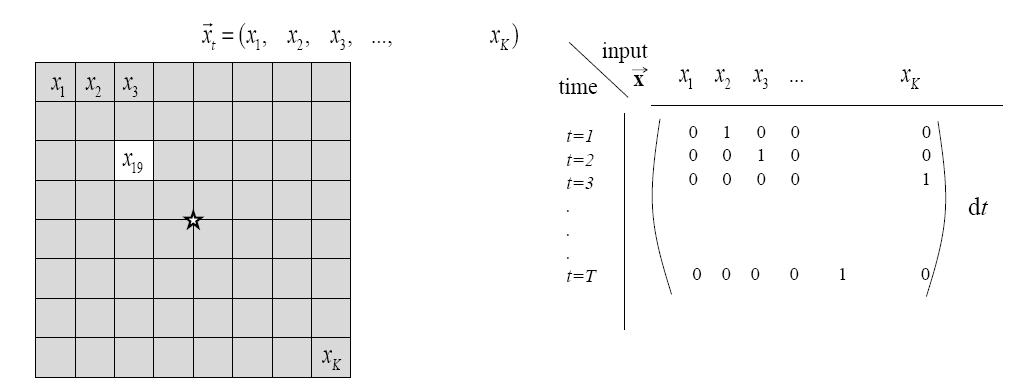 x⃗_t = (x_1, x_2, x_3, ..., x_K)
x_1 x_2 x_3
x_19
x_K
input
time x⃗ x_1 x_2 x_3 ... x_K
t=1 0 1 0 0 0
t=2 0 0 1 0 0
t=3 0 0 0 0 1
.
.
.
t=T 0 0 0 0 1 0
dt